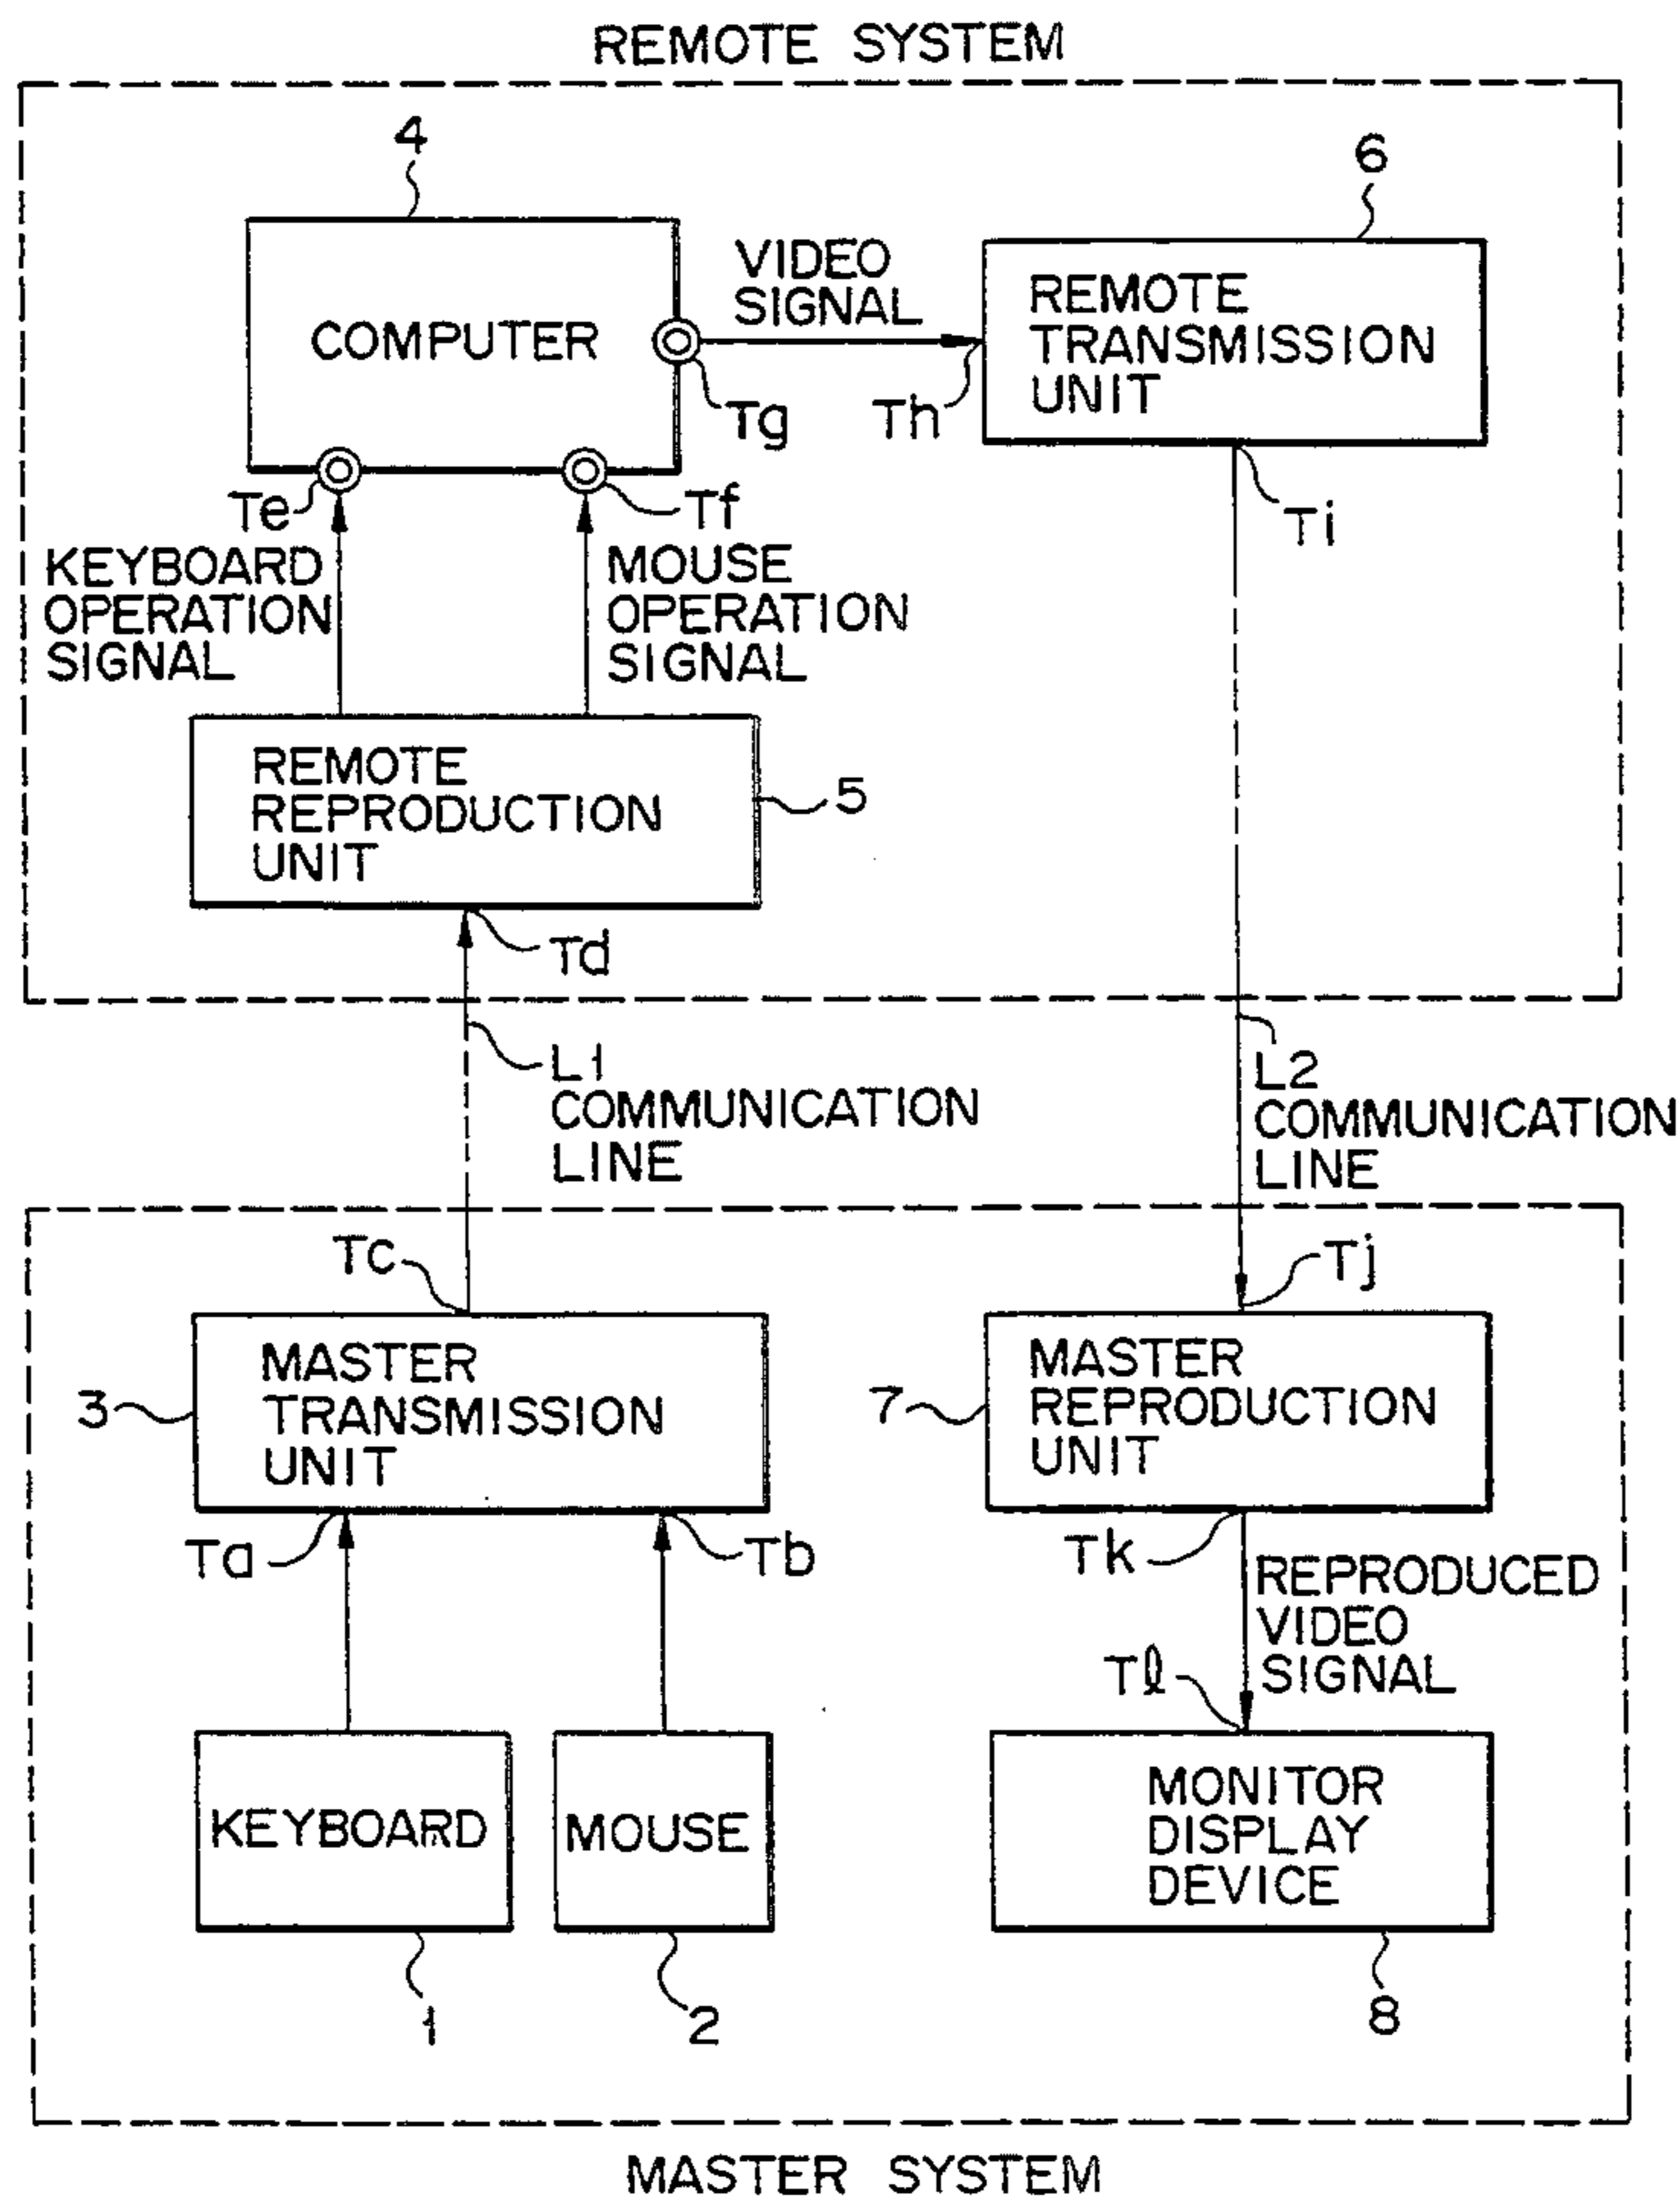 REMOTE SYSTEM
4
6
COMPUTER
VIDEO
SIGNAL
REMOTE
TRANSMISSION
UNIT
Tg
Th
Te
Tf
Ti
KEYBOARD
OPERATION
SIGNAL
MOUSE
OPERATION
SIGNAL
REMOTE
REPRODUCTION
UNIT
5
Td
L1
COMMUNICATION
LINE
L2
COMMUNICATION
LINE
Tc
Tj
3
MASTER
TRANSMISSION
UNIT
7
MASTER
REPRODUCTION
UNIT
Ta
Tb
Tk
REPRODUCED
VIDEO
SIGNAL
Tℓ
KEYBOARD
MOUSE
MONITOR
DISPLAY
DEVICE
1
2
8
MASTER SYSTEM